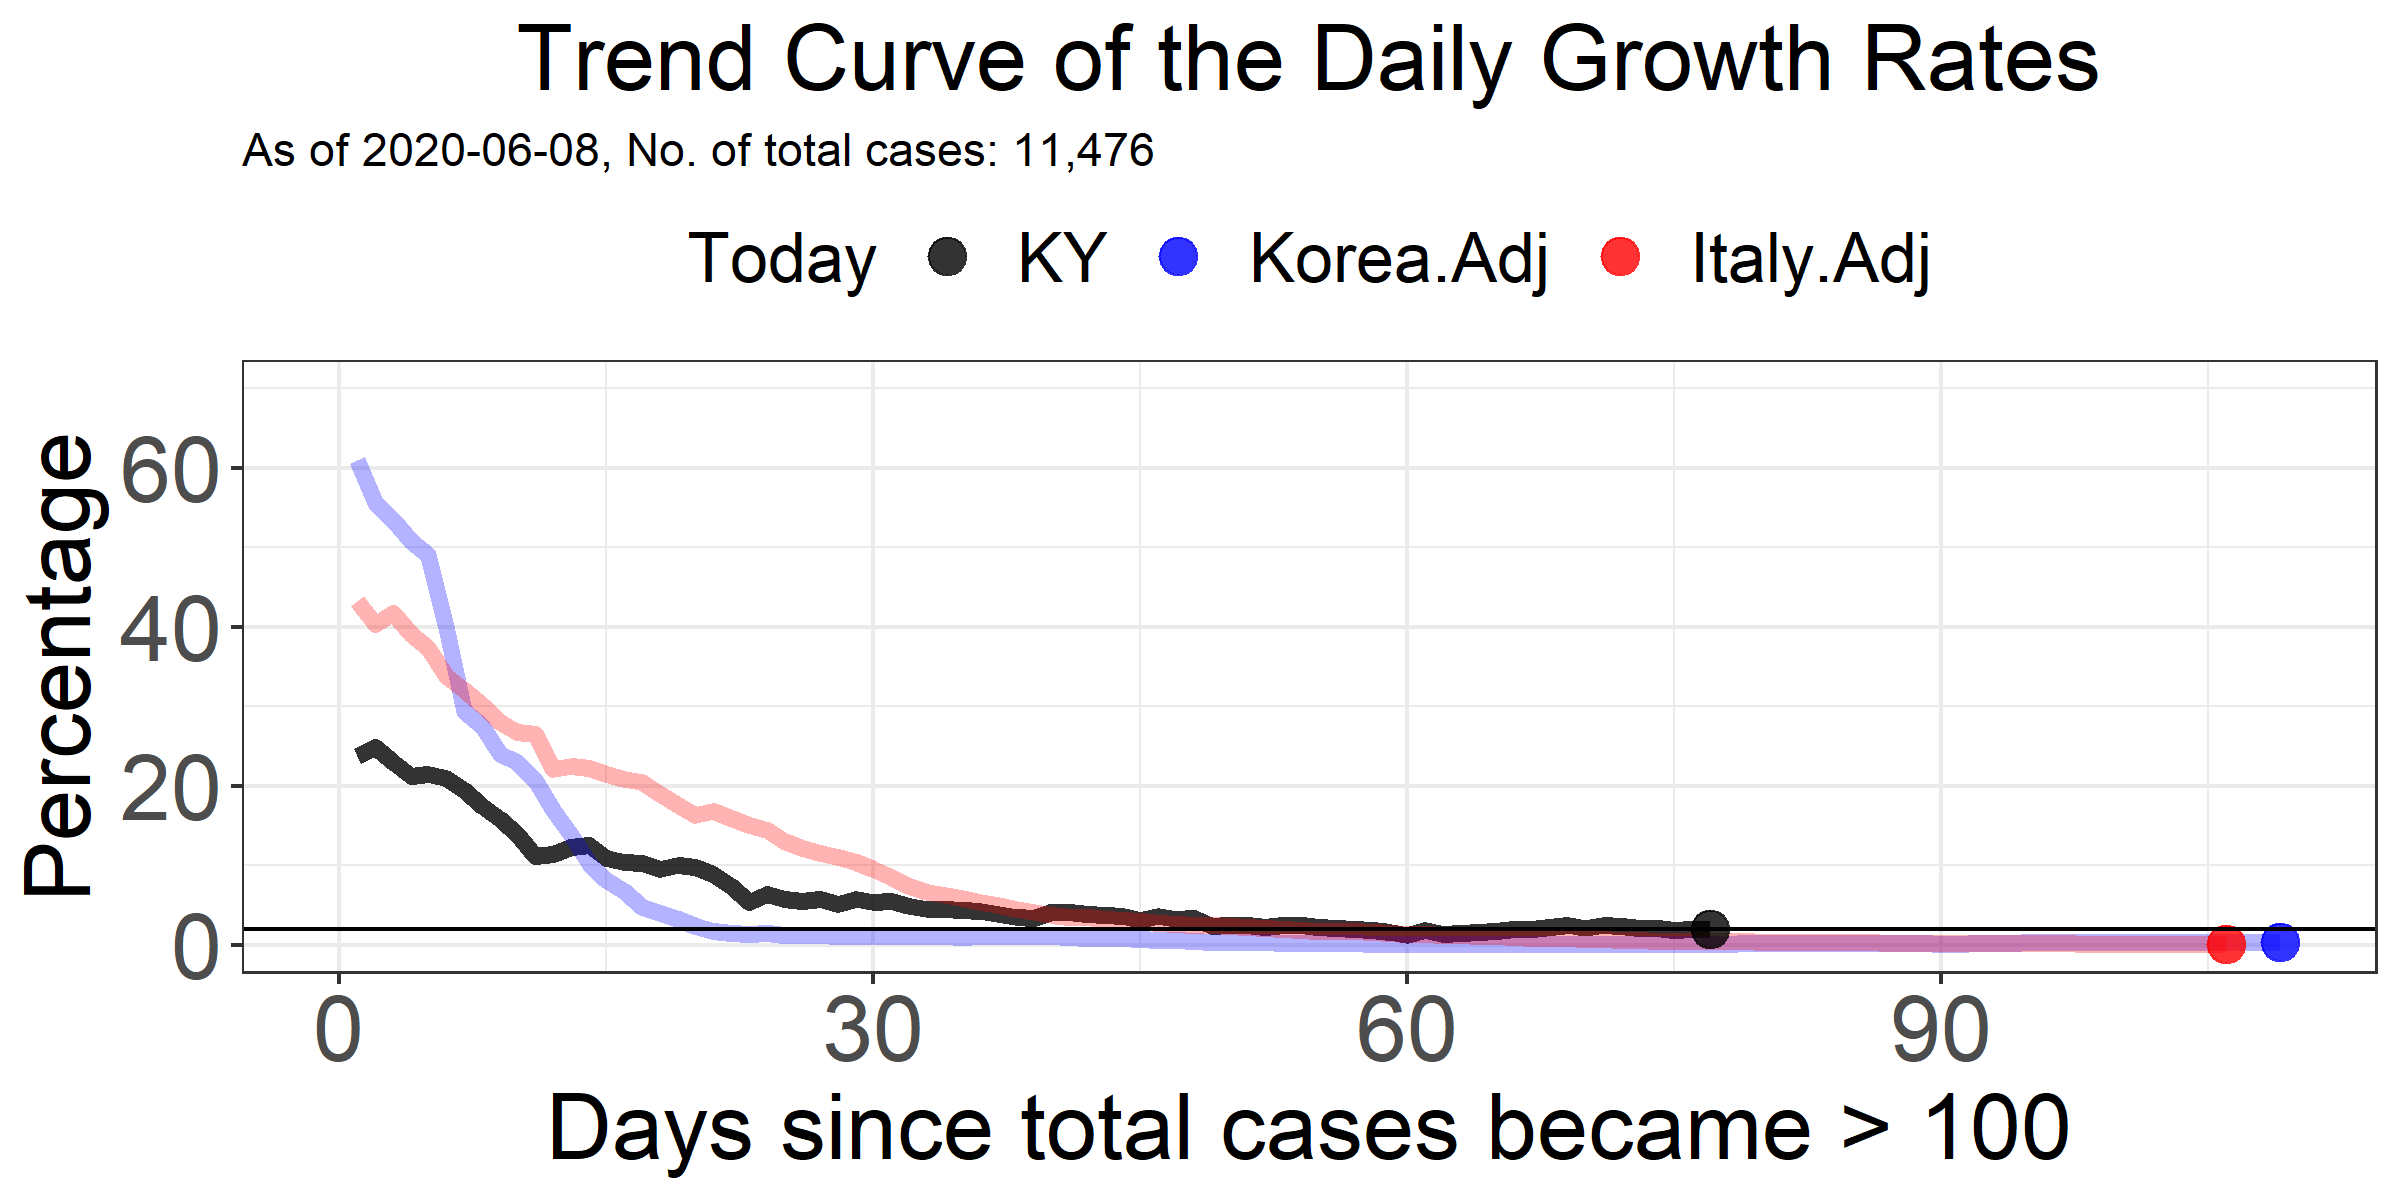 Trend Curve of the Daily Growth Rates
As of 2020-06-08, No. of total cases: 11,476
Today KY Korea.Adj Italy.Adj
Percentage
60
40
20
0
0 30 60 90
Days since total cases became > 100